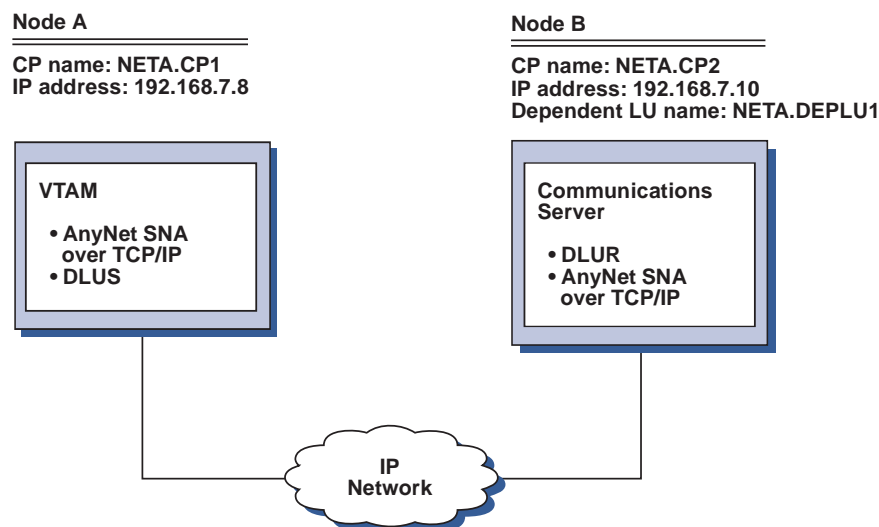 Node A
CP name: NETA.CP1
IP address: 192.168.7.8
Node B
CP name: NETA.CP2
IP address: 192.168.7.10
Dependent LU name: NETA.DEPLU1
VTAM
• AnyNet SNA
over TCP/IP
• DLUS
Communications
Server
• DLUR
• AnyNet SNA
over TCP/IP
IP
Network